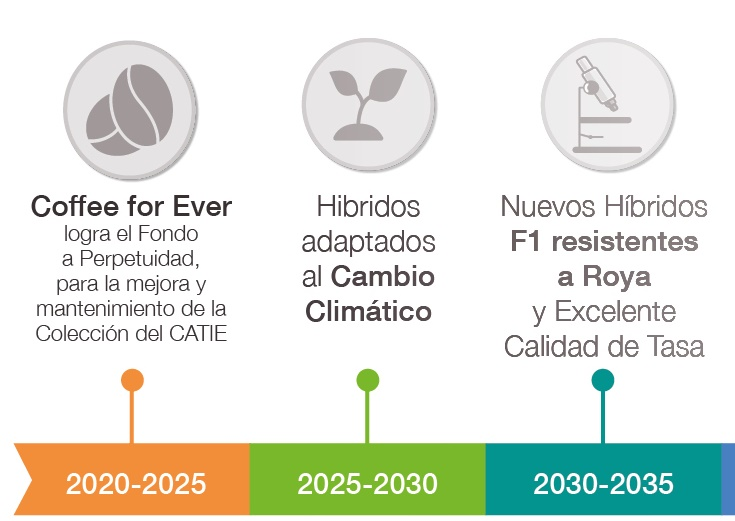 Coffee for Ever
logra el Fondo
a Perpetuidad,
para la mejora y
mantenimiento de la
Colección del CATIE
2020-2025
Hibridos
adaptados
al Cambio
Climático
2025-2030
Nuevos Híbridos
F1 resistentes
a Roya
y Excelente
Calidad de Tasa
2030-2035